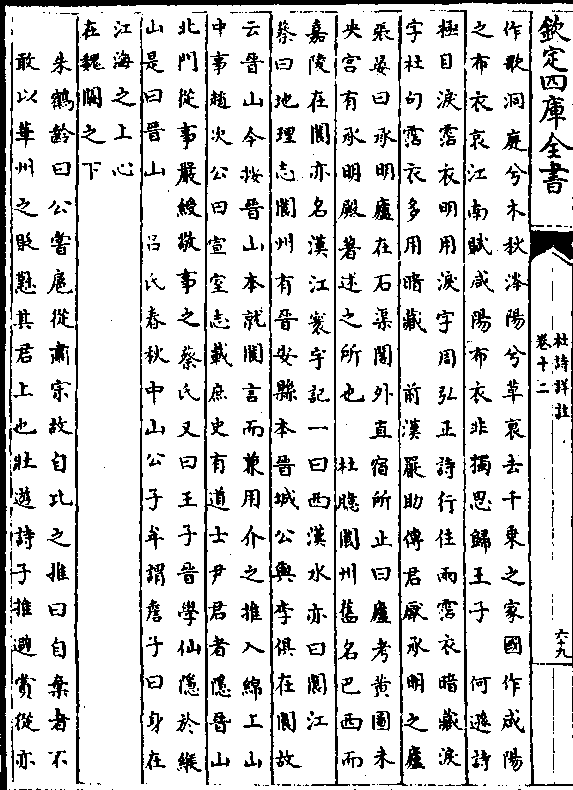 欽定四庫全書
杜詩詳註
卷十二
六十九
作歌洞庭兮木秋涔陽兮草衰去千乗之家國作咸陽
之布衣哀江南賦咸陽布衣非獨思歸王子　何遜詩
極目淚霑衣明用淚字周弘正詩行住兩霑衣暗藏淚
字杜句霑衣多用暗藏　前漢嚴助傳君厭承明之廬
張晏曰承明廬在石渠閣外直宿所止曰廬考黄圖未
央宫有承明殿著述之所也　杜臆閬州舊名巴西而
嘉陵在閬亦名漢江寰宇記一曰西漢水亦曰閬江
蔡曰地理志閬州有晉安縣本晉城公與李俱在閬故
云晉山今按晉山本就閬言而兼用介之推入綿上山
中事趙次公曰宣室志載庶史有道士尹君者隱晉山
北門從事嚴綬敬事之蔡氏又曰王子晉學仙隱於緱
山是曰晉山　吕氏春秋中山公子牟謂詹子曰身在
江海之上心
在魏闕之下
朱鶴齡曰公嘗扈從肅宗故自比之推曰自棄者不
敢以華州之貶懟其君上也壯遊詩子推避賞從亦